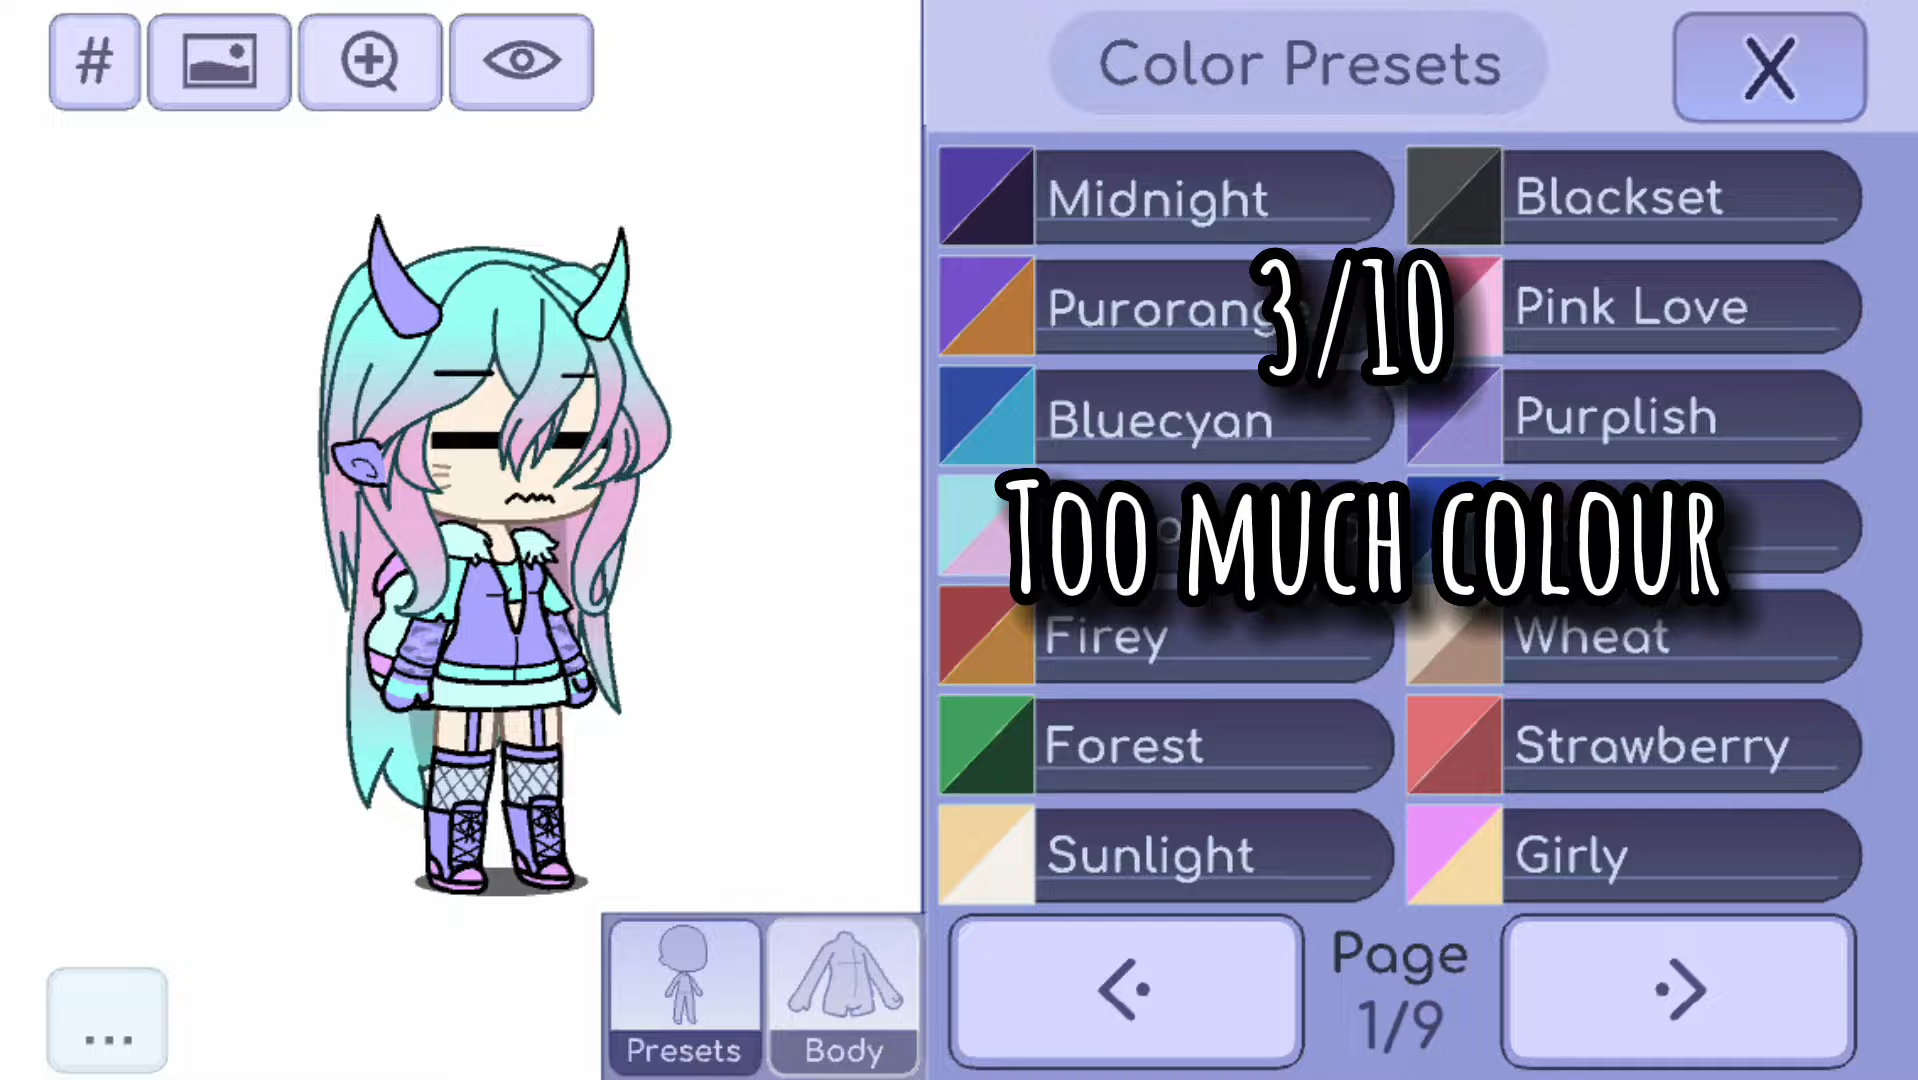 #
Color Presets
X
Midnight
Blackset
Purorang
Pink Love
3/10
Bluecyan
Purplish
Too much colour
Firey
Wheat
Forest
Strawberry
Sunlight
Girly
Page
1/9
...
Presets
Body